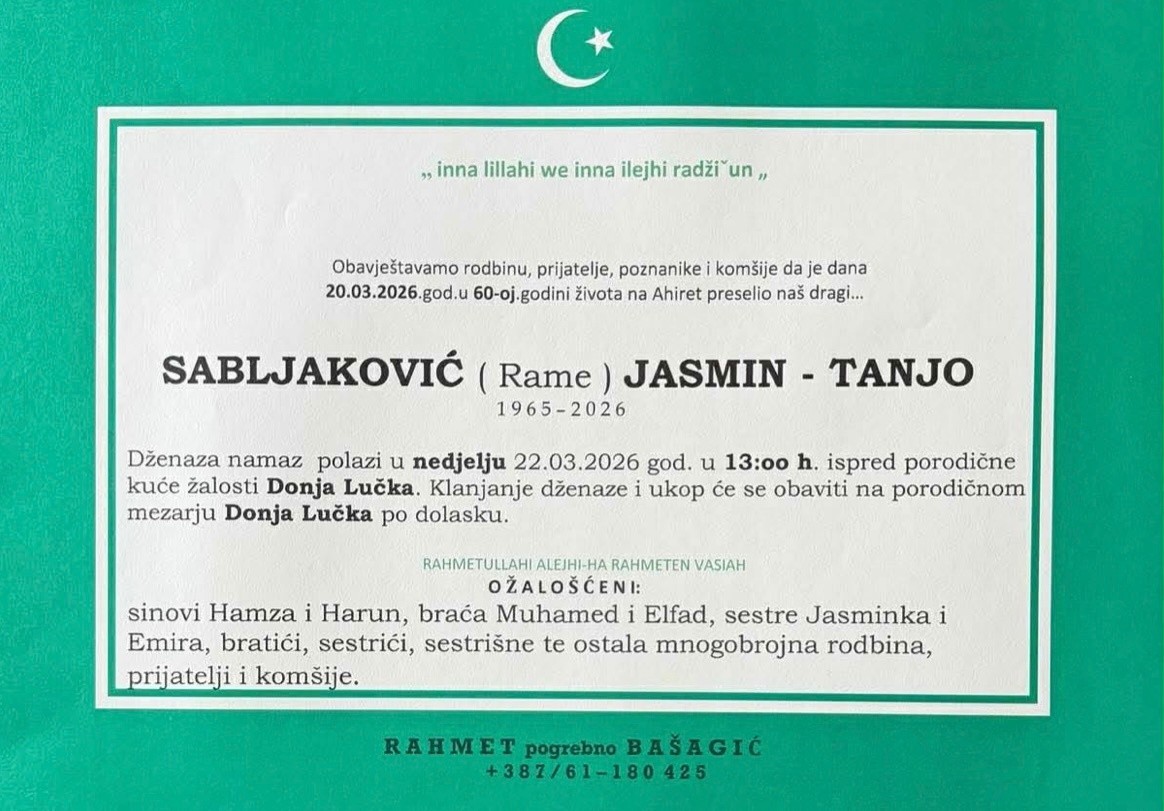 „ inna lillahi we inna ilejhi radžiˇun „
Obavještavamo rodbinu, prijatelje, poznanike i komšije da je dana
20.03.2026.god.u 60-oj.godini života na Ahiret preselio naš dragi...
SABLJAKOVIĆ ( Rame ) JASMIN - TANJO
1965-2026
Dženaza namaz polazi u nedjelju 22.03.2026 god. u 13:oo h. ispred porodične
kuće žalosti Donja Lučka. Klanjanje dženaze i ukop će se obaviti na porodičnom
mezarju Donja Lučka po dolasku.
RAHMETULLAHI ALEJHI-HA RAHMETEN VASIAH
OŽALOŠĆENI:
sinovi Hamza i Harun, braća Muhamed i Elfad, sestre Jasminka i
Emira, bratići, sestrići, sestrišne te ostala mnogobrojna rodbina,
prijatelji i komšije.
RAHMET pogrebno BAŠAGIĆ
+387/61-180 425